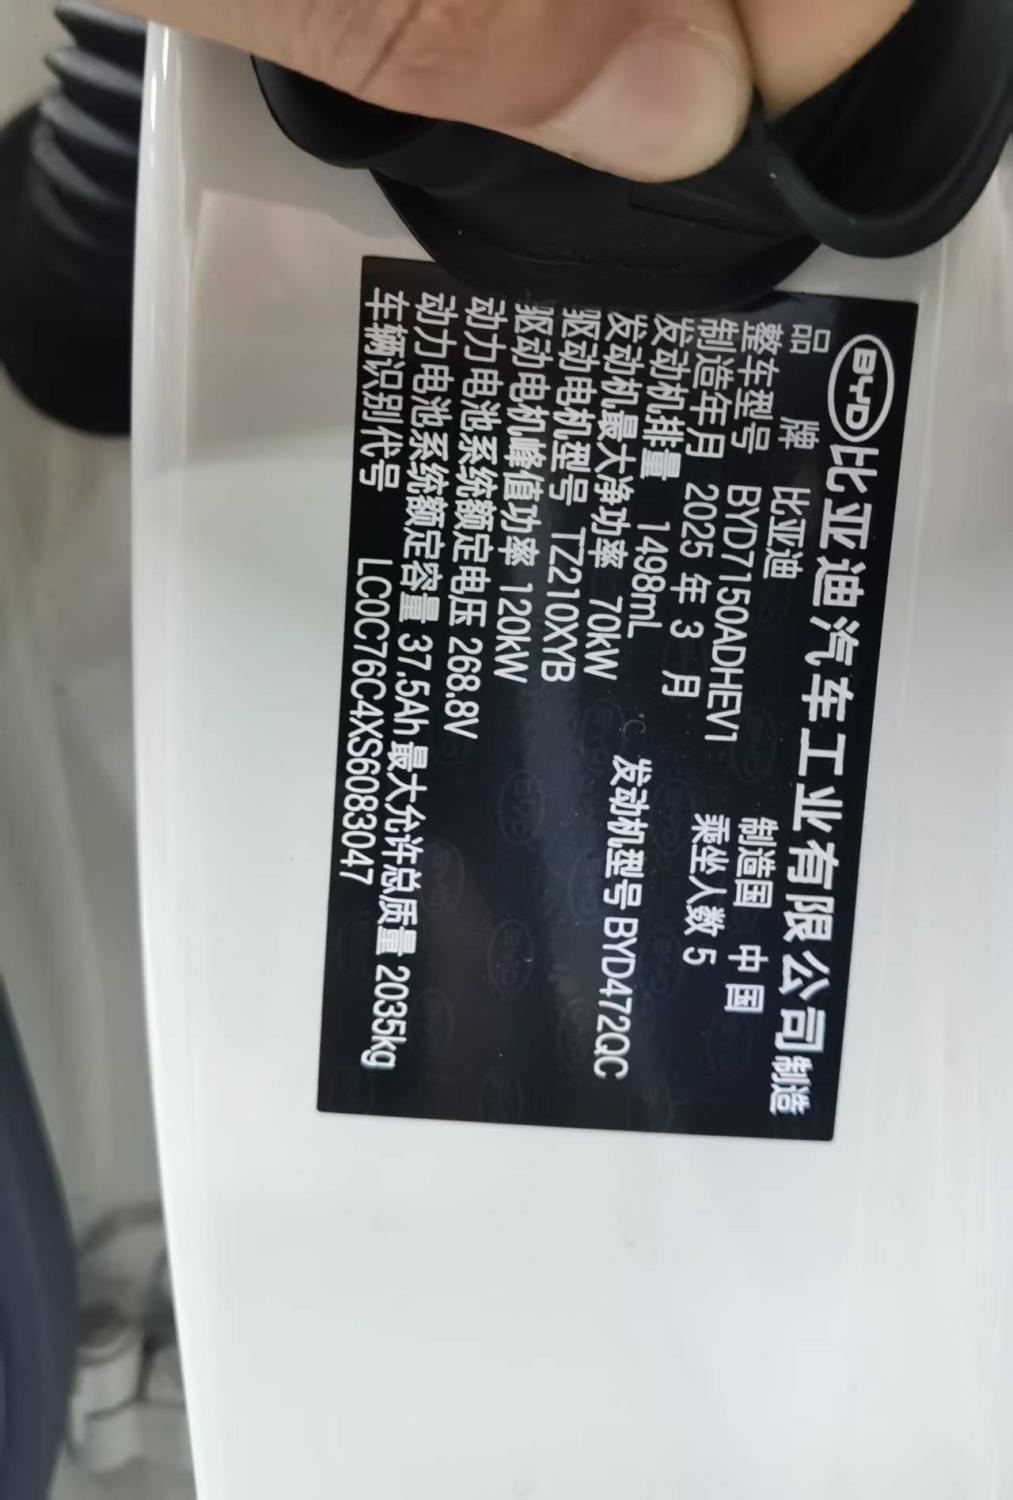 BYD 比亚迪汽车工业有限公司 制造
品牌 比亚迪 制造国 中国
整车型号 BYD7150ADHEV1 乘坐人数 5
制造年月 2025 年 3 月
发动机排量 1498mL 发动机型号 BYD472QC
发动机最大净功率 70kW
驱动电机型号 TZ210XYB
驱动电机峰值功率 120kW
动力电池系统额定电压 268.8V
动力电池系统额定容量 37.5Ah 最大允许总质量 2035kg
车辆识别代号 LC0C76C4XS6083047